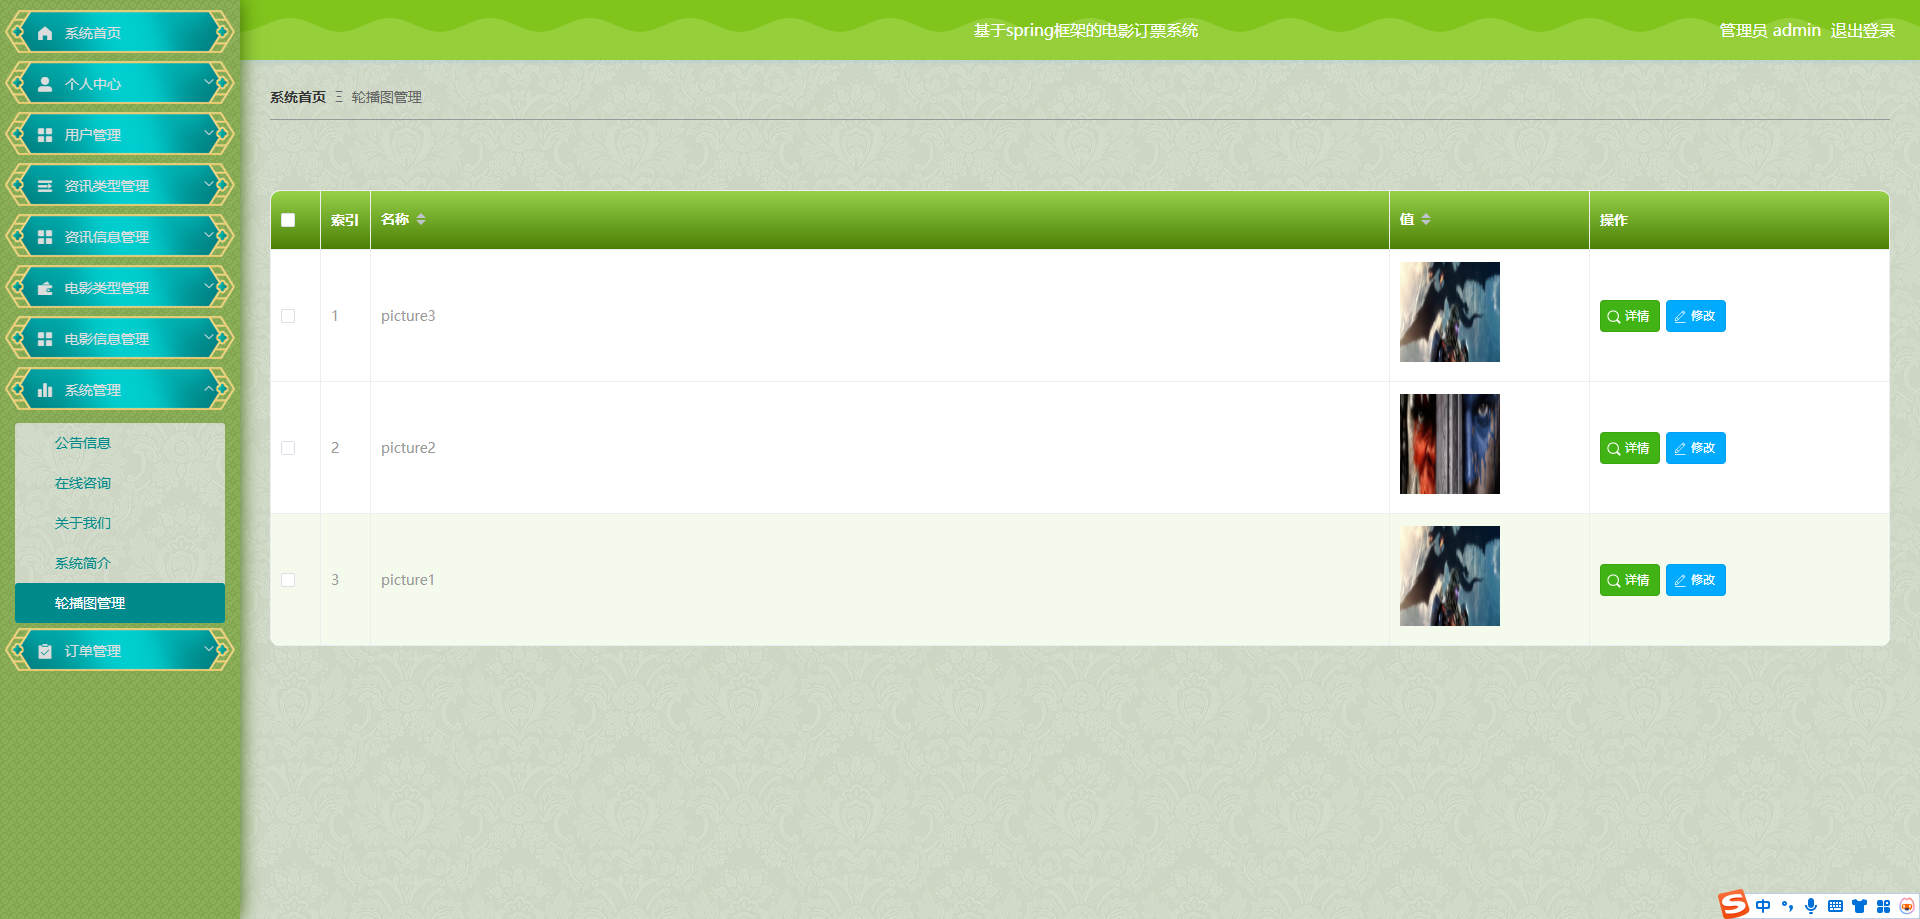 基于spring框架的电影订票系统
管理员 admin 退出登录
系统首页
个人中心
用户管理
资讯类型管理
资讯信息管理
电影类型管理
电影信息管理
系统管理
公告信息
在线咨询
关于我们
系统简介
轮播图管理
订单管理
系统首页 Ξ 轮播图管理
索引 名称 值 操作
1 picture3 详情 修改
2 picture2 详情 修改
3 picture1 详情 修改
S 中